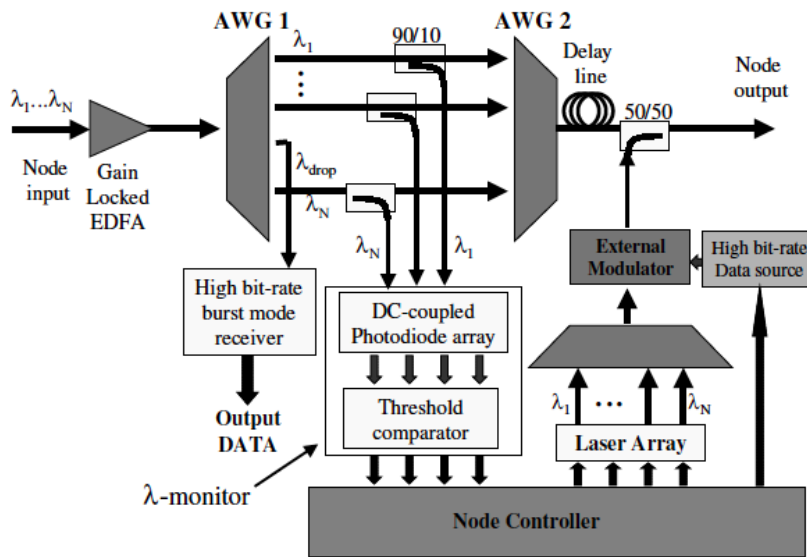 AWG 1
AWG 2
λ1
90/10
Delay
line
Node
output
50/50
λ1...λN
Node
input
Gain
Locked
EDFA
λdrop
λN
λN
λ1
High bit-rate
burst mode
receiver
Output
DATA
DC-coupled
Photodiode array
Threshold
comparator
λ-monitor
External
Modulator
High bit-rate
Data source
λ1
...
λN
Laser Array
Node Controller